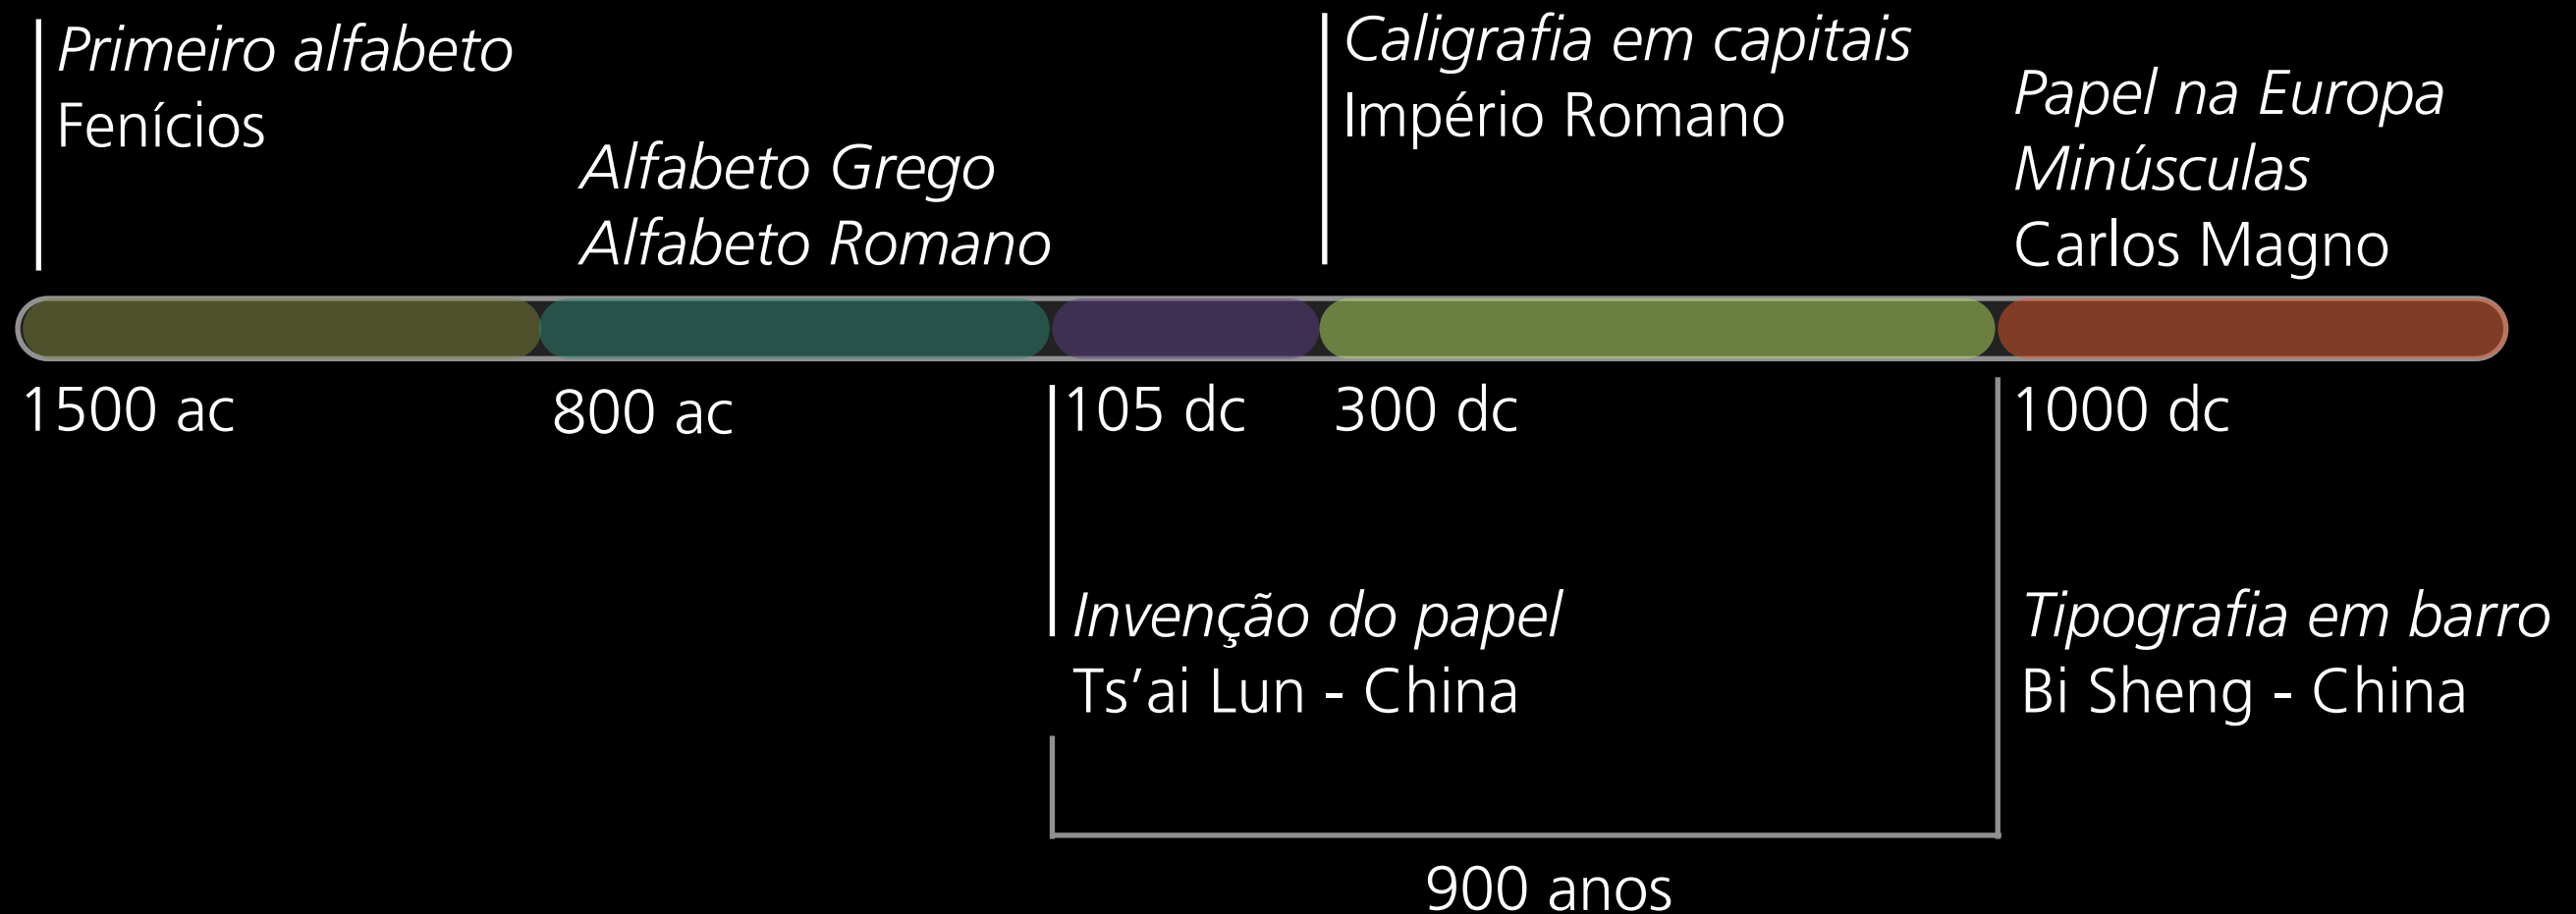 Primeiro alfabeto
Fenícios
Alfabeto Grego
Alfabeto Romano
Caligrafia em capitais
Império Romano
Papel na Europa
Minúsculas
Carlos Magno
1500 ac
800 ac
105 dc
300 dc
1000 dc
Invenção do papel
Ts’ai Lun - China
Tipografia em barro
Bi Sheng - China
900 anos